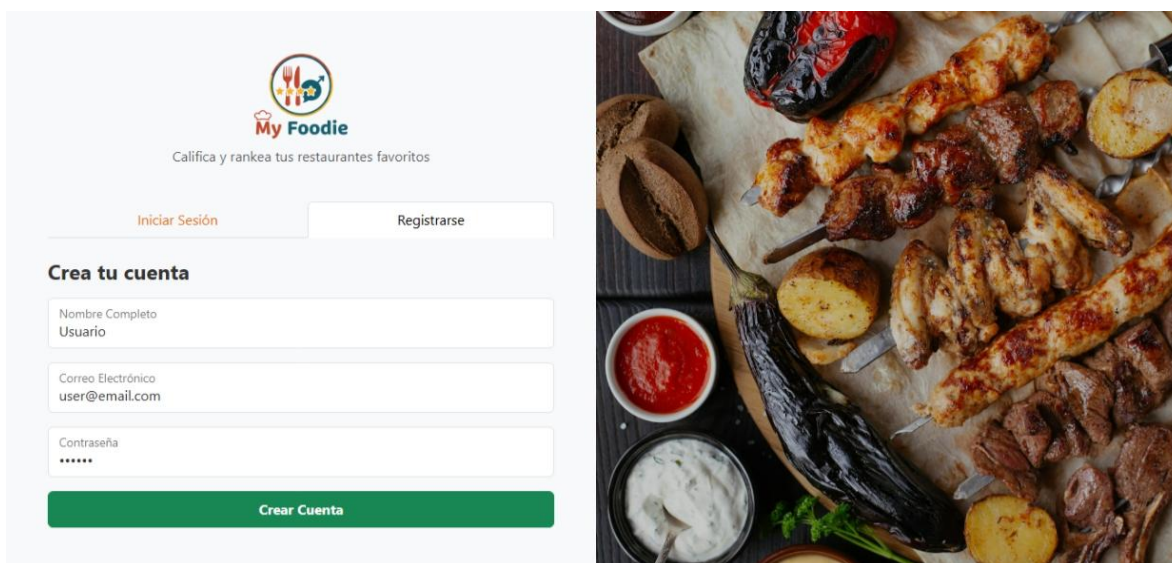 My Foodie
Califica y rankea tus restaurantes favoritos
Iniciar Sesión
Registrarse
Crea tu cuenta
Nombre Completo
Usuario
Correo Electrónico
user@email.com
Contraseña
••••••
Crear Cuenta